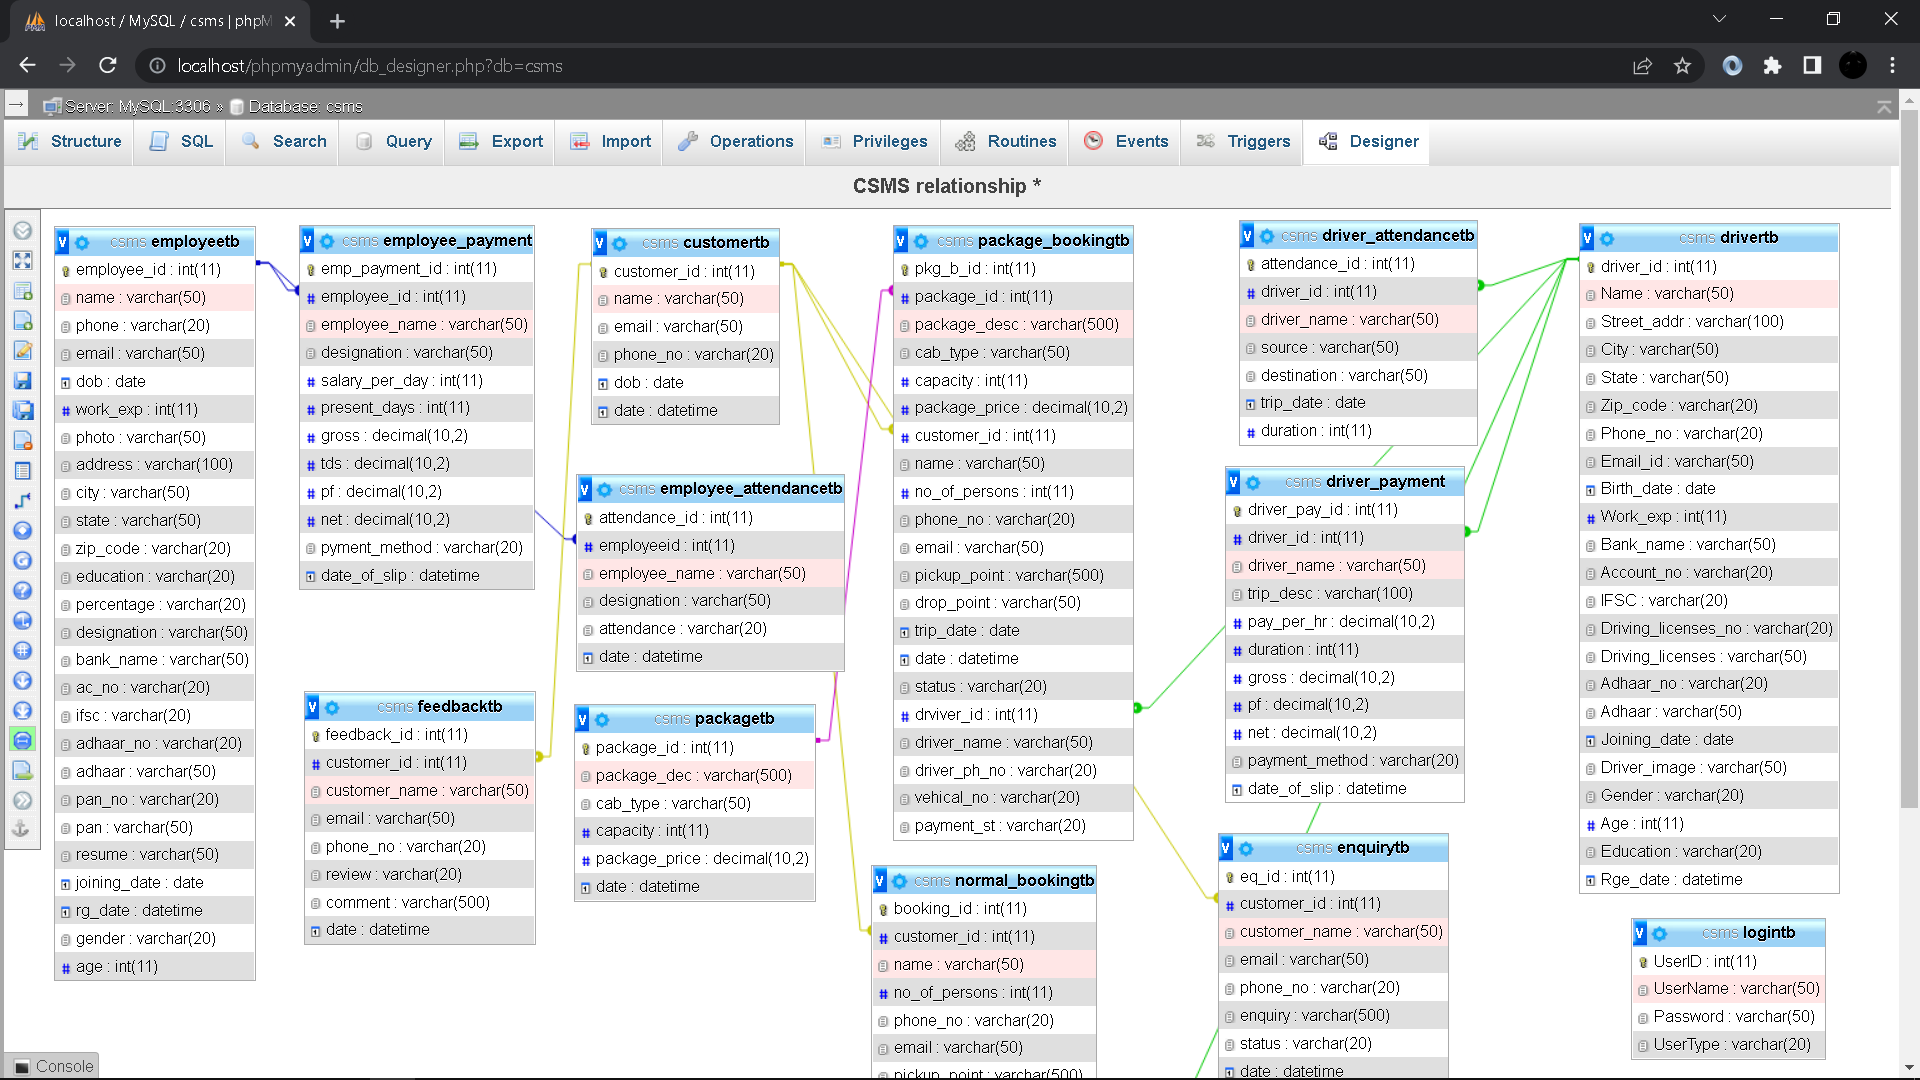 localhost / MySQL / csms | phpM
localhost/phpmyadmin/db_designer.php?db=csms
Server: MySQL:3306 » Database: csms
Structure SQL Search Query Export Import Operations Privileges Routines Events Triggers Designer
CSMS relationship *
csms employeetb
employee_id : int(11)
name : varchar(50)
phone : varchar(20)
email : varchar(50)
dob : date
work_exp : int(11)
photo : varchar(50)
address : varchar(100)
city : varchar(50)
state : varchar(50)
zip_code : varchar(20)
education : varchar(20)
percentage : varchar(20)
designation : varchar(50)
bank_name : varchar(50)
ac_no : varchar(20)
ifsc : varchar(20)
adhaar_no : varchar(20)
adhaar : varchar(50)
pan_no : varchar(20)
pan : varchar(50)
resume : varchar(50)
joining_date : date
rg_date : datetime
gender : varchar(20)
age : int(11)
csms employee_payment
emp_payment_id : int(11)
employee_id : int(11)
employee_name : varchar(50)
designation : varchar(50)
salary_per_day : int(11)
present_days : int(11)
gross : decimal(10,2)
tds : decimal(10,2)
pf : decimal(10,2)
net : decimal(10,2)
pyment_method : varchar(20)
date_of_slip : datetime
csms feedbacktb
feedback_id : int(11)
customer_id : int(11)
customer_name : varchar(50)
email : varchar(50)
phone_no : varchar(20)
review : varchar(20)
comment : varchar(500)
date : datetime
csms customertb
customer_id : int(11)
name : varchar(50)
email : varchar(50)
phone_no : varchar(20)
dob : date
date : datetime
csms employee_attendancetb
attendance_id : int(11)
employeeid : int(11)
employee_name : varchar(50)
designation : varchar(50)
attendance : varchar(20)
date : datetime
csms packagetb
package_id : int(11)
package_dec : varchar(500)
cab_type : varchar(50)
capacity : int(11)
package_price : decimal(10,2)
date : datetime
csms package_bookingtb
pkg_b_id : int(11)
package_id : int(11)
package_desc : varchar(500)
cab_type : varchar(50)
capacity : int(11)
package_price : decimal(10,2)
customer_id : int(11)
name : varchar(50)
no_of_persons : int(11)
phone_no : varchar(20)
email : varchar(50)
pickup_point : varchar(500)
drop_point : varchar(50)
trip_date : date
date : datetime
status : varchar(20)
drviver_id : int(11)
driver_name : varchar(50)
driver_ph_no : varchar(20)
vehical_no : varchar(20)
payment_st : varchar(20)
csms normal_bookingtb
booking_id : int(11)
customer_id : int(11)
name : varchar(50)
no_of_persons : int(11)
phone_no : varchar(20)
email : varchar(50)
pickup_point : varchar(500)
csms driver_attendancetb
attendance_id : int(11)
driver_id : int(11)
driver_name : varchar(50)
source : varchar(50)
destination : varchar(50)
trip_date : date
duration : int(11)
csms driver_payment
driver_pay_id : int(11)
driver_id : int(11)
driver_name : varchar(50)
trip_desc : varchar(100)
pay_per_hr : decimal(10,2)
duration : int(11)
gross : decimal(10,2)
pf : decimal(10,2)
net : decimal(10,2)
payment_method : varchar(20)
date_of_slip : datetime
csms enquirytb
eq_id : int(11)
customer_id : int(11)
customer_name : varchar(50)
email : varchar(50)
phone_no : varchar(20)
enquiry : varchar(500)
status : varchar(20)
date : datetime
csms drivertb
driver_id : int(11)
Name : varchar(50)
Street_addr : varchar(100)
City : varchar(50)
State : varchar(50)
Zip_code : varchar(20)
Phone_no : varchar(20)
Email_id : varchar(50)
Birth_date : date
Work_exp : int(11)
Bank_name : varchar(50)
Account_no : varchar(20)
IFSC : varchar(20)
Driving_licenses_no : varchar(20)
Driving_licenses : varchar(50)
Adhaar_no : varchar(20)
Adhaar : varchar(50)
Joining_date : date
Driver_image : varchar(50)
Gender : varchar(20)
Age : int(11)
Education : varchar(20)
Rge_date : datetime
csms logintb
UserID : int(11)
UserName : varchar(50)
Password : varchar(50)
UserType : varchar(20)
Console